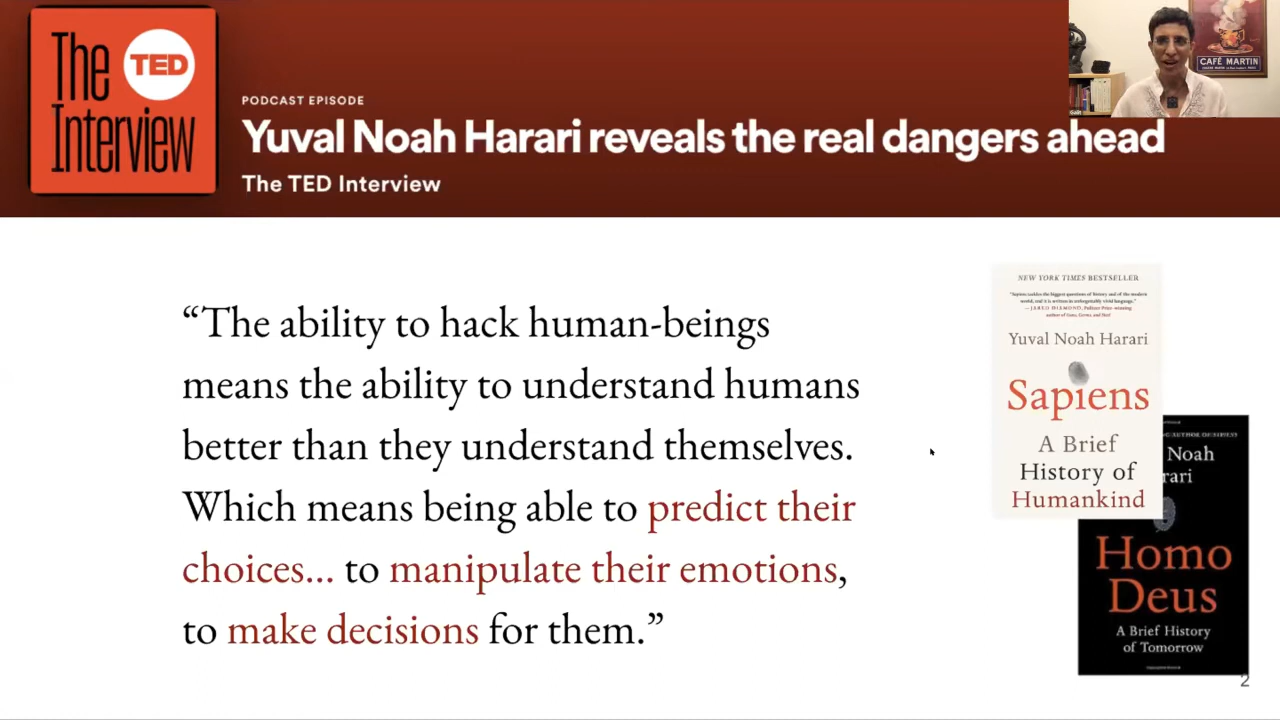 The
TED
Interview
PODCAST EPISODE
Yuval Noah Harari reveals the real dangers ahead
The TED Interview
CAFÉ MARTIN
Galit
“The ability to hack human-beings
means the ability to understand humans
better than they understand themselves.
Which means being able to predict their
choices... to manipulate their emotions,
to make decisions for them.”
NEW YORK TIMES BESTSELLER
Yuval Noah Harari
Sapiens
A Brief
History of
Humankind
Noah
rari
Homo
Deus
A Brief History
of Tomorrow
2